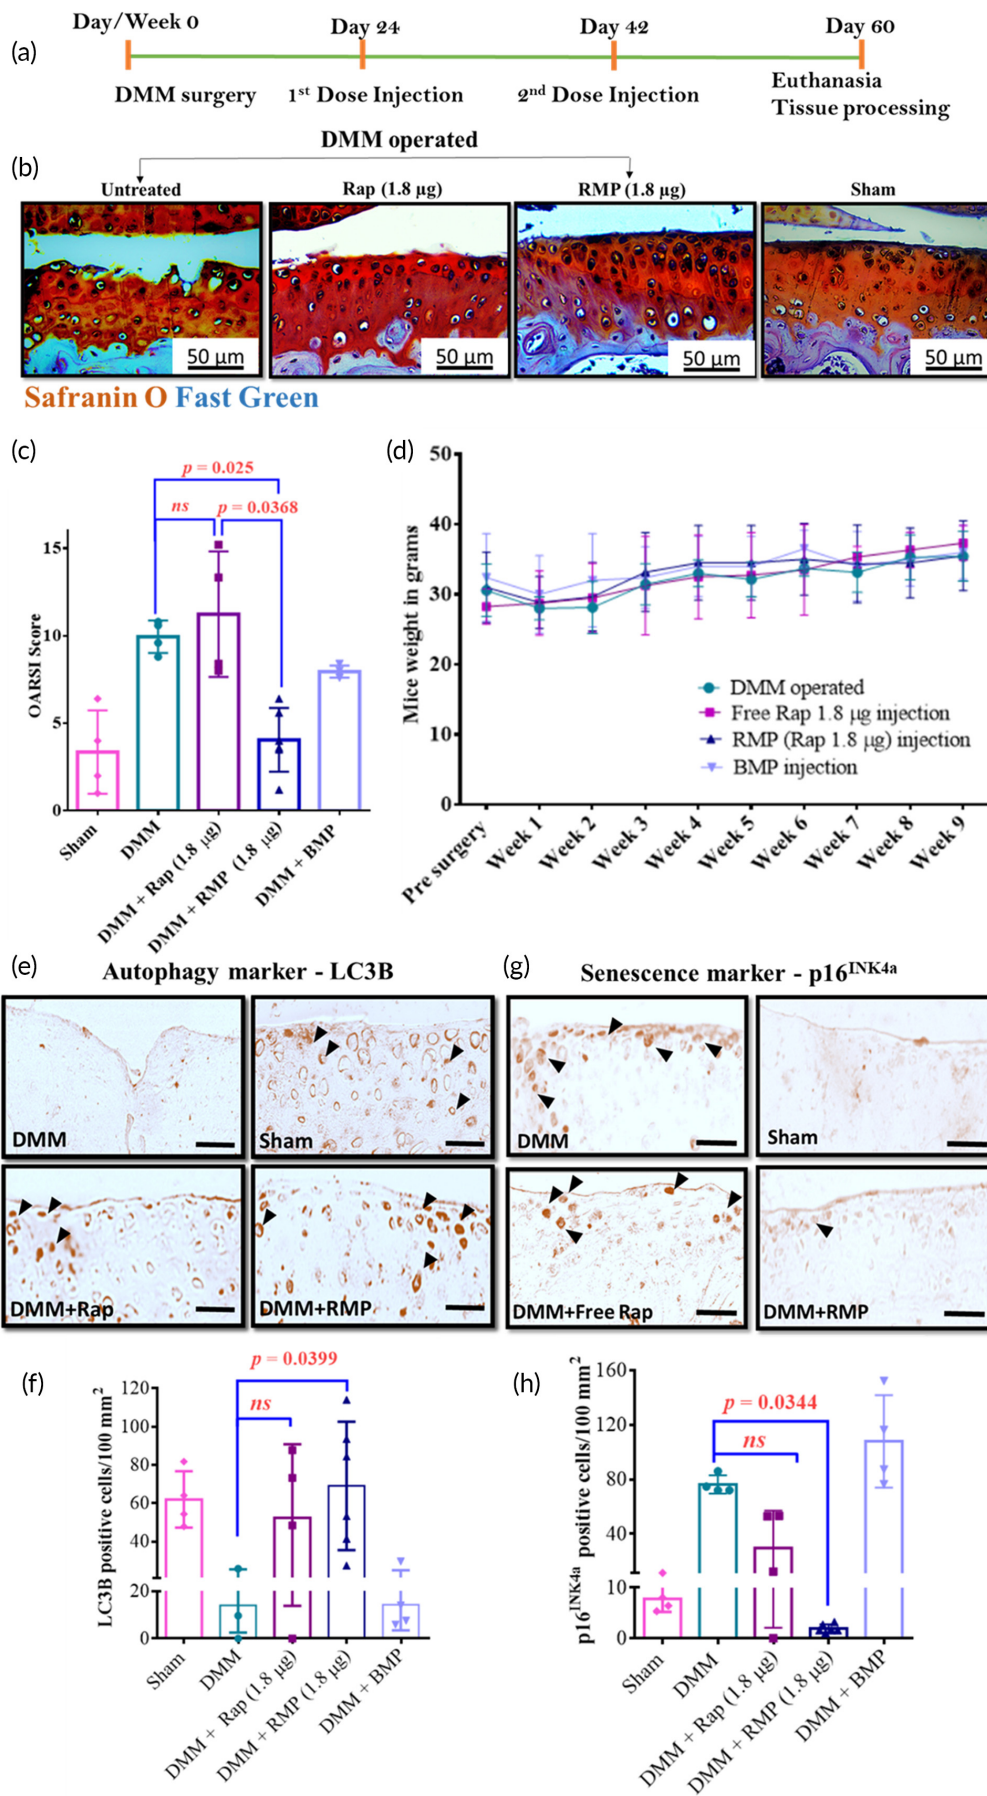 (a)
Day/Week 0
Day 24
Day 42
Day 60
DMM surgery
1st Dose Injection
2nd Dose Injection
Euthanasia
Tissue processing
(b)
DMM operated
Untreated
Rap (1.8 µg)
RMP (1.8 µg)
Sham
50 µm
50 µm
50 µm
50 µm
Safranin O Fast Green
(c)
p = 0.025
ns
p = 0.0368
OARSI Score
15
10
5
0
Sham
DMM
DMM + Rap (1.8 µg)
DMM + RMP (1.8 µg)
DMM + BMP
(d)
Mice weight in grams
50
40
30
20
10
0
DMM operated
Free Rap 1.8 µg injection
RMP (Rap 1.8 µg) injection
BMP injection
Pre surgery
Week 1
Week 2
Week 3
Week 4
Week 5
Week 6
Week 7
Week 8
Week 9
(e)
Autophagy marker - LC3B
DMM
Sham
DMM+Rap
DMM+RMP
(g)
Senescence marker - p16INK4a
DMM
Sham
DMM+Free Rap
DMM+RMP
(f)
p = 0.0399
ns
LC3B positive cells/100 mm2
120
100
80
60
40
20
0
Sham
DMM
DMM + Rap (1.8 µg)
DMM + RMP (1.8 µg)
DMM + BMP
(h)
p = 0.0344
ns
p16INK4a positive cells/100 mm2
160
120
80
40
10
0
Sham
DMM
DMM + Rap (1.8 µg)
DMM + RMP (1.8 µg)
DMM + BMP